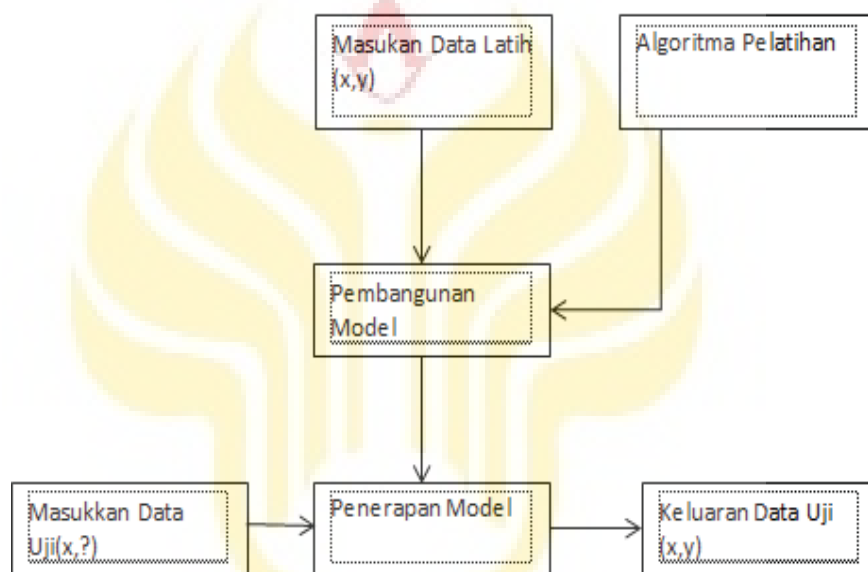 Masukan Data Latih
(x,y)
Algoritma Pelatihan
Pembangunan
Model
Masukkan Data
Uji(x,?)
Penerapan Model
Keluaran Data Uji
(x,y)